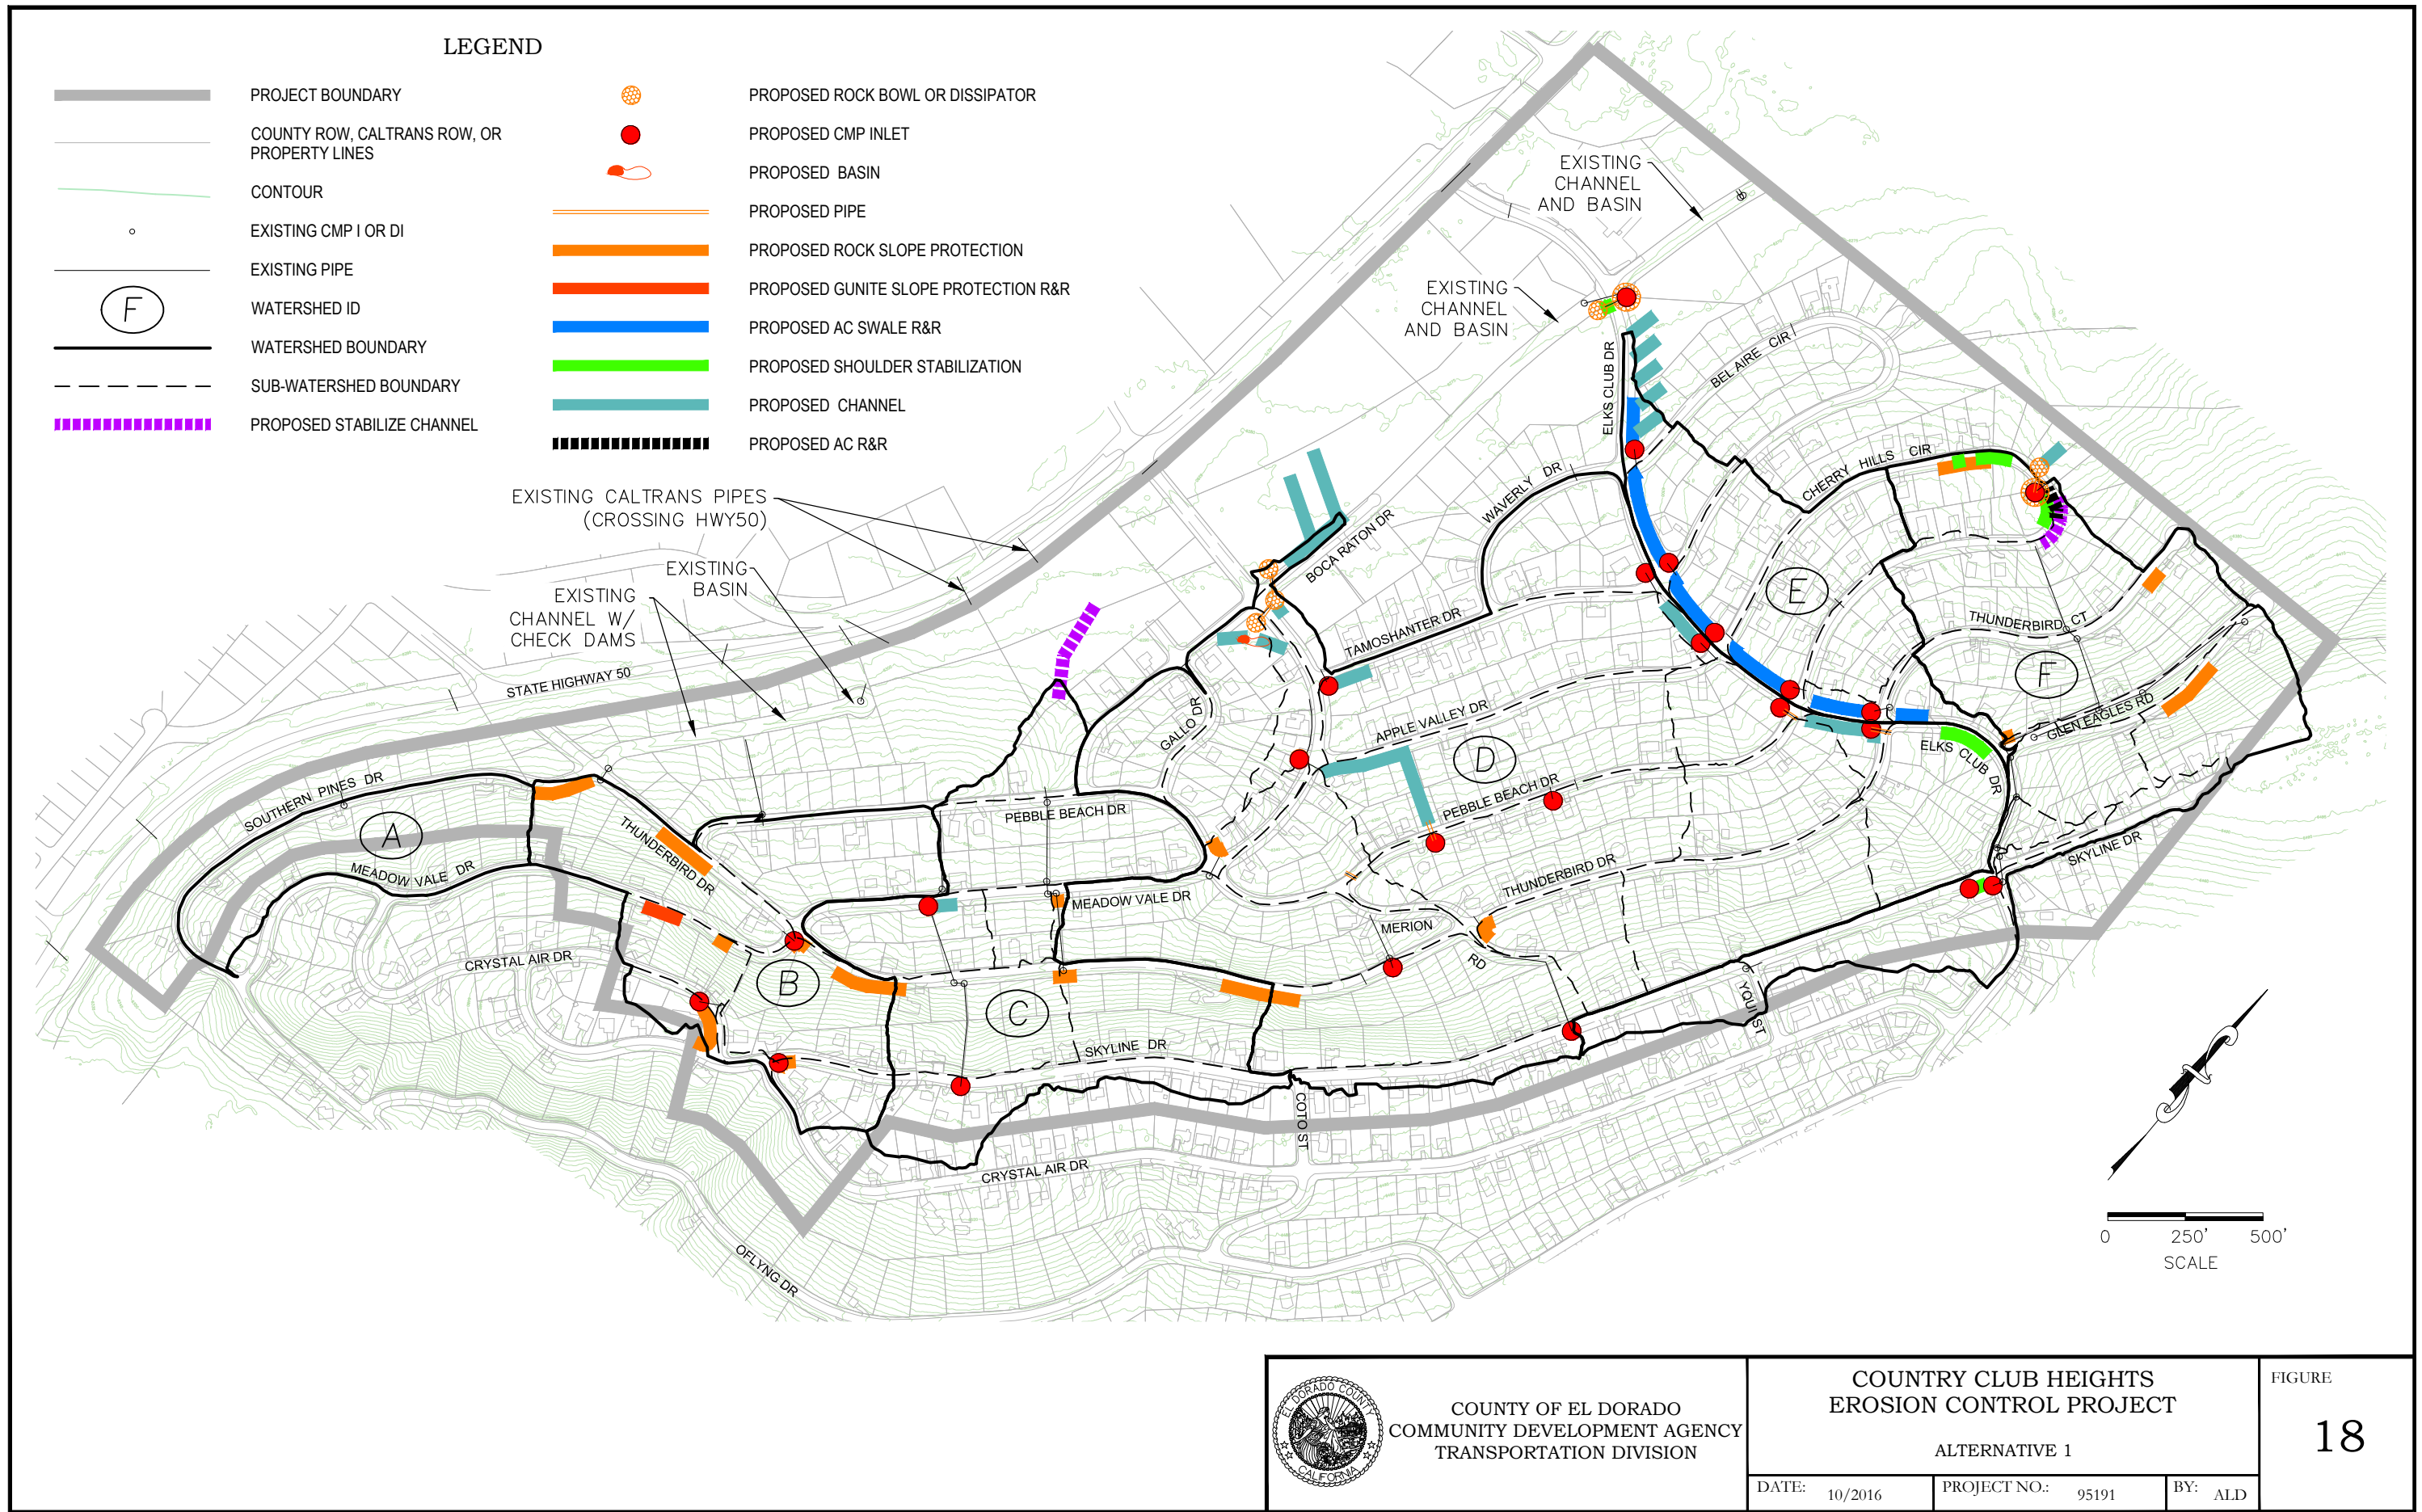 LEGEND
PROJECT BOUNDARY
COUNTY ROW, CALTRANS ROW, OR
PROPERTY LINES
CONTOUR
EXISTING CMP I OR DI
EXISTING PIPE
F
WATERSHED ID
WATERSHED BOUNDARY
SUB-WATERSHED BOUNDARY
PROPOSED STABILIZE CHANNEL
PROPOSED ROCK BOWL OR DISSIPATOR
PROPOSED CMP INLET
PROPOSED BASIN
PROPOSED PIPE
PROPOSED ROCK SLOPE PROTECTION
PROPOSED GUNITE SLOPE PROTECTION R&R
PROPOSED AC SWALE R&R
PROPOSED SHOULDER STABILIZATION
PROPOSED CHANNEL
PROPOSED AC R&R
EXISTING
CHANNEL
AND BASIN
EXISTING
CHANNEL
AND BASIN
EXISTING CALTRANS PIPES
(CROSSING HWY50)
EXISTING
BASIN
EXISTING
CHANNEL W/
CHECK DAMS
STATE HIGHWAY 50
ELKS CLUB DR
BEL AIRE CIR
CHERRY HILLS CIR
WAVERLY DR
BOCA RATON DR
TAMOSHANTER DR
E
THUNDERBIRD CT
F
GLEN EAGLES RD
GALLO DR
APPLE VALLEY DR
D
ELKS CLUB DR
PEBBLE BEACH DR
SOUTHERN PINES DR
A
MEADOW VALE DR
THUNDERBIRD DR
PEBBLE BEACH DR
MEADOW VALE DR
THUNDERBIRD DR
SKYLINE DR
MERION
RD
CRYSTAL AIR DR
B
C
YQUI ST
SKYLINE DR
COTO ST
CRYSTAL AIR DR
OFLYNG DR
0 250' 500'
SCALE
EL DORADO COUNTY
CALIFORNIA
COUNTY OF EL DORADO
COMMUNITY DEVELOPMENT AGENCY
TRANSPORTATION DIVISION
COUNTRY CLUB HEIGHTS
EROSION CONTROL PROJECT
ALTERNATIVE 1
DATE: 10/2016
PROJECT NO.: 95191
BY: ALD
FIGURE
18